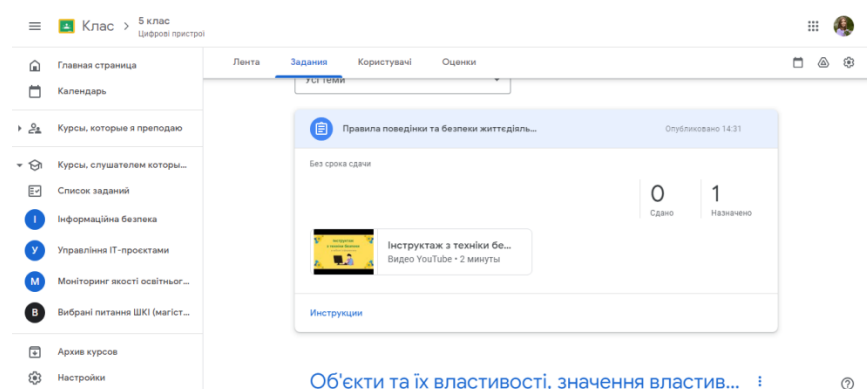 Клас > 5 клас
Цифрові пристрої
Главная страница
Календарь
Курсы, которые я преподаю
Курсы, слушателем которы...
Список заданий
І Інформаційна безпека
У Управління ІТ-проєктами
М Моніторинг якості освітньог...
В Вибрані питання ШКІ (магіст...
Архив курсов
Настройки
Лента Задания Користувачі Оценки
Усі теми
Правила поведінки та безпеки життєдіяль... Опубликовано 14:31
Без срока сдачи
0 1
Сдано Назначено
Інструктаж з техніки бе...
Видео YouTube • 2 минуты
Инструкции
Об'єкти та їх властивості, значення властив...